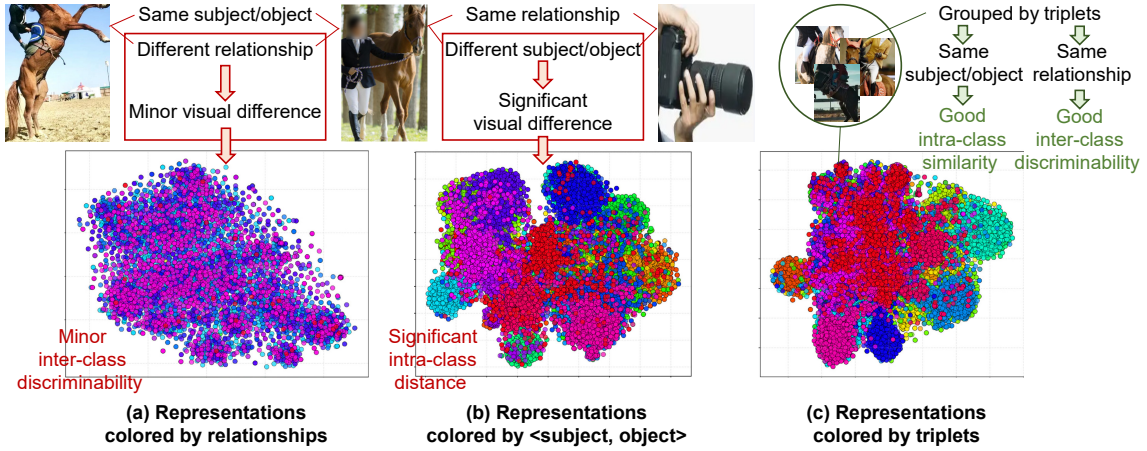 Same subject/object
Different relationship
Minor visual difference
Same relationship
Different subject/object
Significant
visual difference
Grouped by triplets
Same
subject/object
Same
relationship
Good
intra-class
similarity
Good
inter-class
discriminability
Minor
inter-class
discriminability
Significant
intra-class
distance
(a) Representations
colored by relationships
(b) Representations
colored by <subject, object>
(c) Representations
colored by triplets